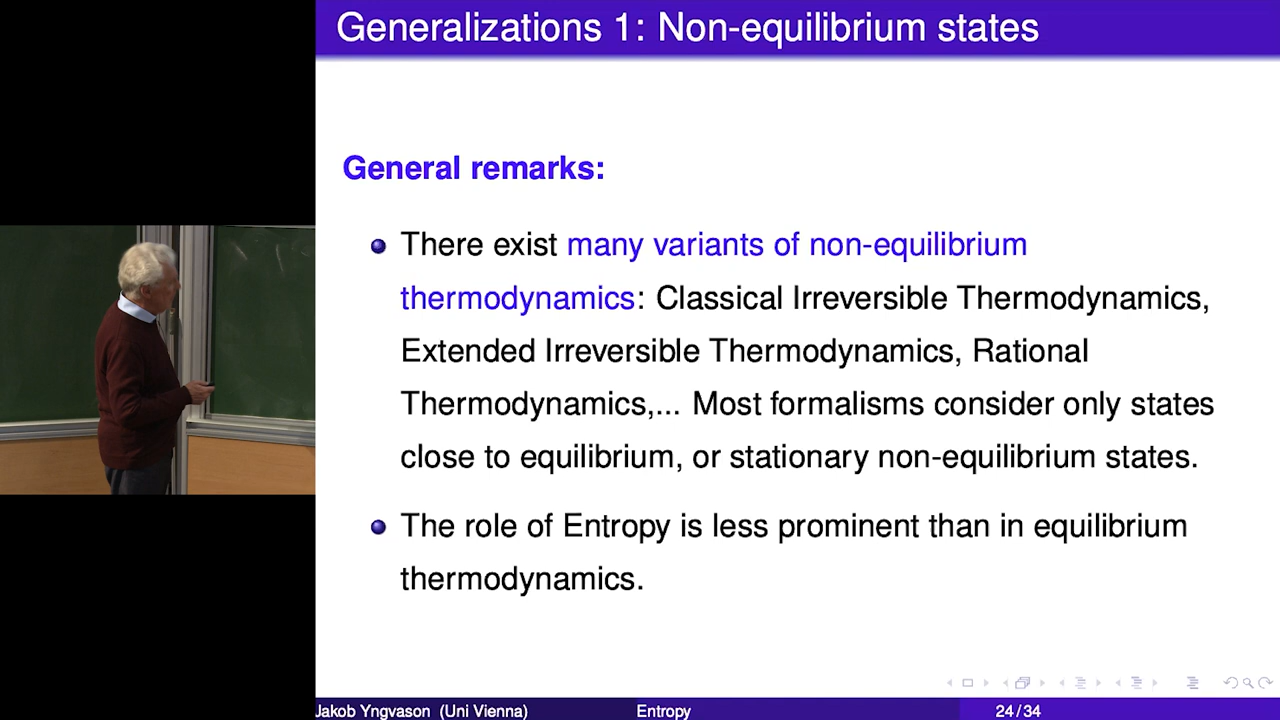 Generalizations 1: Non-equilibrium states
General remarks:
There exist many variants of non-equilibrium
thermodynamics: Classical Irreversible Thermodynamics,
Extended Irreversible Thermodynamics, Rational
Thermodynamics,... Most formalisms consider only states
close to equilibrium, or stationary non-equilibrium states.
The role of Entropy is less prominent than in equilibrium
thermodynamics.
Jakob Yngvason (Uni Vienna) Entropy 24/34